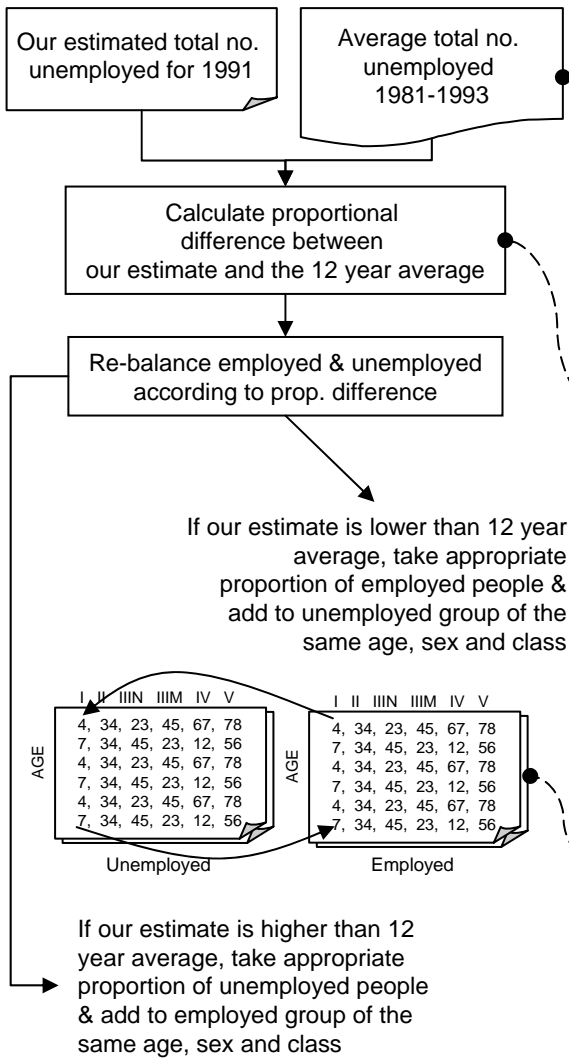 Our estimated total no.
unemployed for 1991
Average total no.
unemployed
1981-1993
Calculate proportional
difference between
our estimate and the 12 year average
Re-balance employed & unemployed
according to prop. difference
If our estimate is lower than 12 year
average, take appropriate
proportion of employed people &
add to unemployed group of the
same age, sex and class
I II IIIN IIIM IV V
AGE
4, 34, 23, 45, 67, 78
7, 34, 45, 23, 12, 56
4, 34, 23, 45, 67, 78
7, 34, 45, 23, 12, 56
4, 34, 23, 45, 67, 78
7, 34, 45, 23, 12, 56
Unemployed
I II IIIN IIIM IV V
AGE
4, 34, 23, 45, 67, 78
7, 34, 45, 23, 12, 56
4, 34, 23, 45, 67, 78
7, 34, 45, 23, 12, 56
4, 34, 23, 45, 67, 78
7, 34, 45, 23, 12, 56
Employed
If our estimate is higher than 12
year average, take appropriate
proportion of unemployed people
& add to employed group of the
same age, sex and class